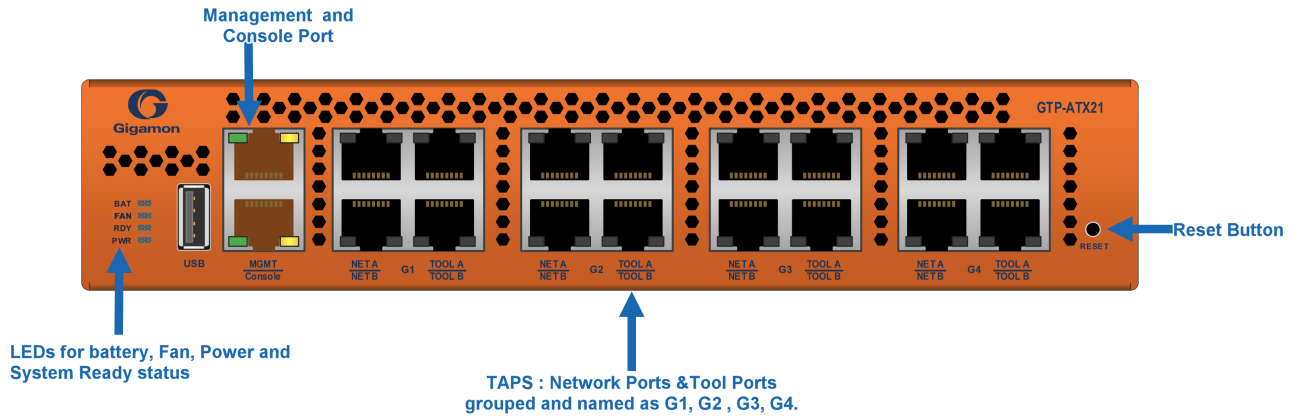 Management and
Console Port
Gigamon
GTP-ATX21
BAT
FAN
RDY
PWR
USB
MGMT
Console
NET A
NET B
G1
TOOL A
TOOL B
NET A
NET B
G2
TOOL A
TOOL B
NET A
NET B
G3
TOOL A
TOOL B
NET A
NET B
G4
TOOL A
TOOL B
RESET
Reset Button
LEDs for battery, Fan, Power and
System Ready status
TAPS : Network Ports &Tool Ports
grouped and named as G1, G2 , G3, G4.